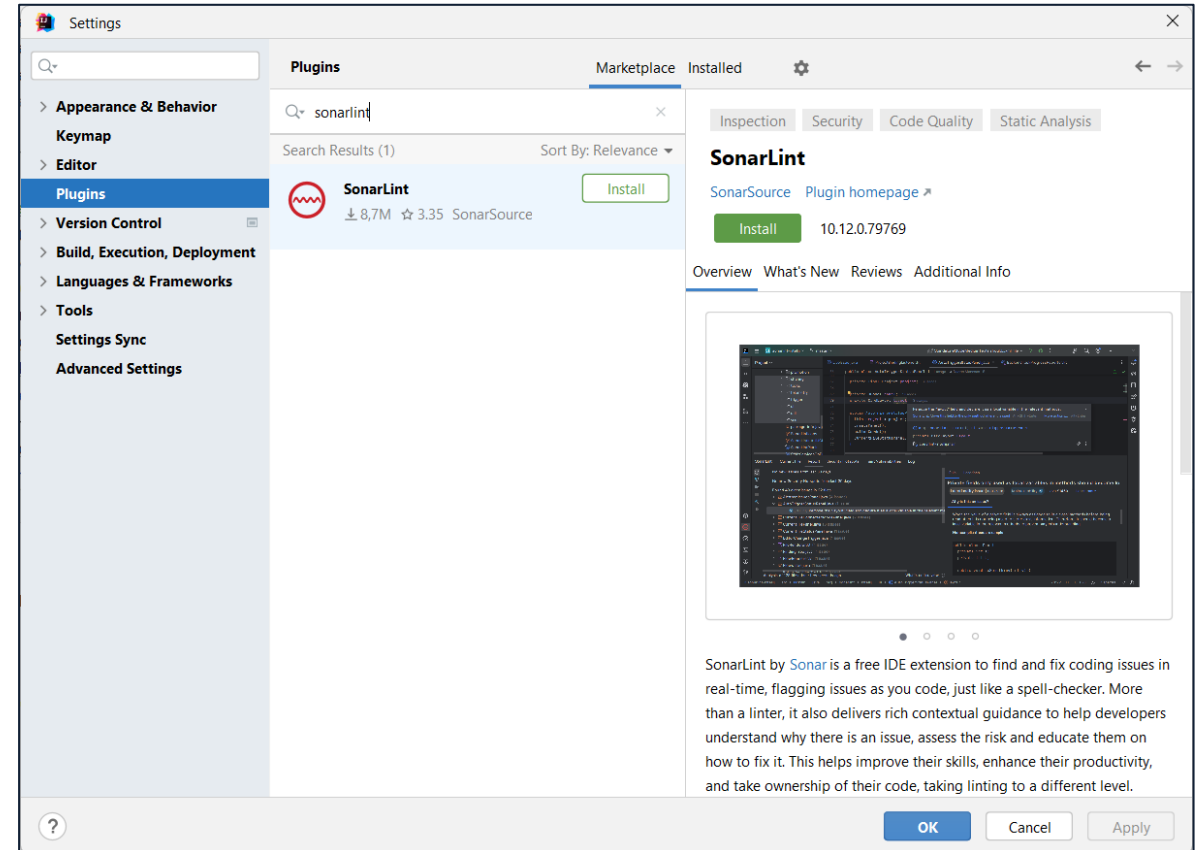 Settings
Appearance & Behavior
Keymap
Editor
Plugins
Version Control
Build, Execution, Deployment
Languages & Frameworks
Tools
Settings Sync
Advanced Settings
Plugins
Marketplace Installed
sonarlint
Search Results (1) Sort By: Relevance
SonarLint
Install
8,7M 3.35 SonarSource
Inspection Security Code Quality Static Analysis
SonarLint
SonarSource Plugin homepage
Install 10.12.0.79769
Overview What's New Reviews Additional Info
SonarLint by Sonar is a free IDE extension to find and fix coding issues in
real-time, flagging issues as you code, just like a spell-checker. More
than a linter, it also delivers rich contextual guidance to help developers
understand why there is an issue, assess the risk and educate them on
how to fix it. This helps improve their skills, enhance their productivity,
and take ownership of their code, taking linting to a different level.
?
OK Cancel Apply